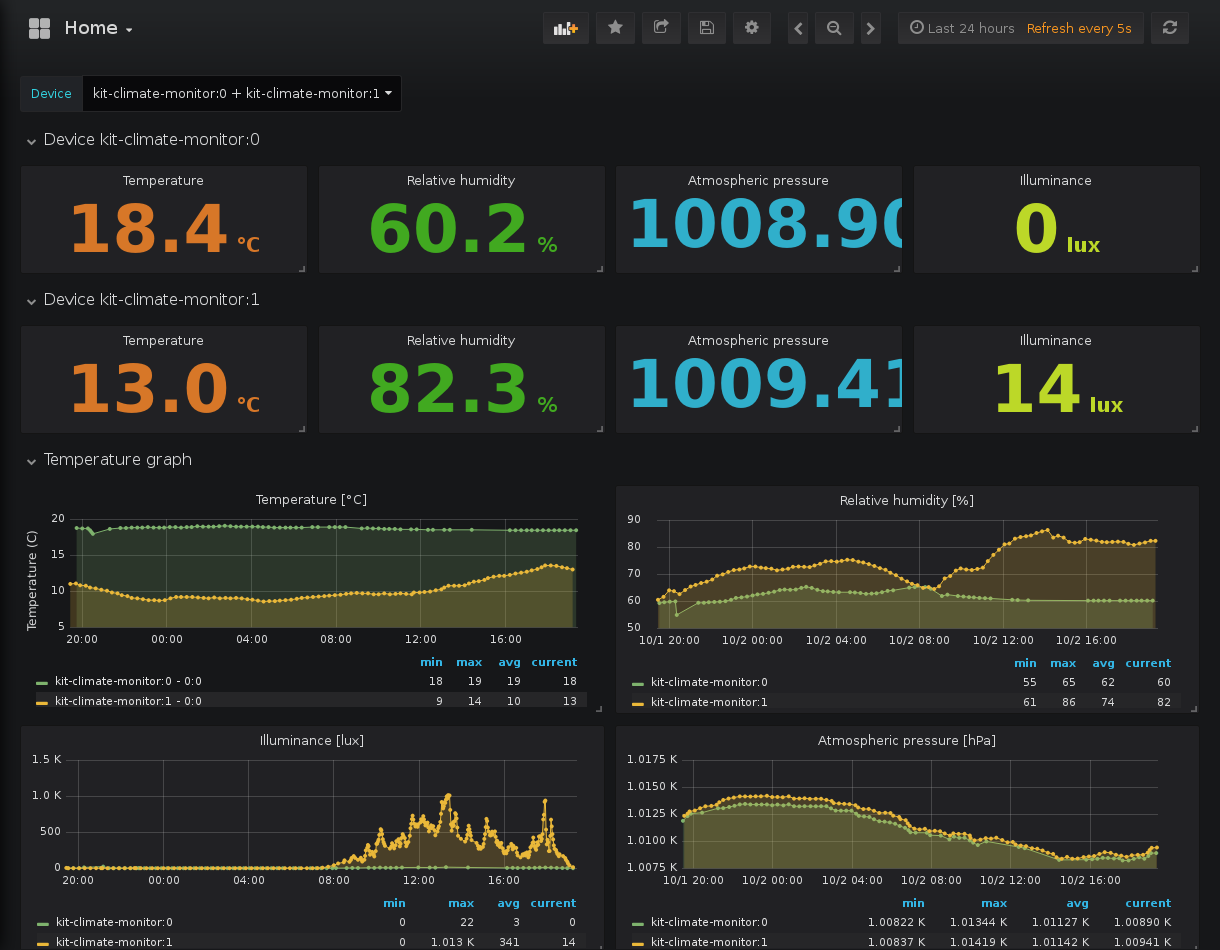 Home
Last 24 hours Refresh every 5s
Device kit-climate-monitor:0 + kit-climate-monitor:1
Device kit-climate-monitor:0
Temperature Relative humidity Atmospheric pressure Illuminance
18.4 °C 60.2 % 1008.90 0 lux
Device kit-climate-monitor:1
Temperature Relative humidity Atmospheric pressure Illuminance
13.0 °C 82.3 % 1009.41 14 lux
Temperature graph
Temperature [°C]
Temperature (C)
20
15
10
5
20:00 00:00 04:00 08:00 12:00 16:00
min max avg current
kit-climate-monitor:0 - 0:0 18 19 19 18
kit-climate-monitor:1 - 0:0 9 14 10 13
Relative humidity [%]
90
80
70
60
50
10/1 20:00 10/2 00:00 10/2 04:00 10/2 08:00 10/2 12:00 10/2 16:00
min max avg current
kit-climate-monitor:0 55 65 62 60
kit-climate-monitor:1 61 86 74 82
Illuminance [lux]
1.5 K
1.0 K
500
0
20:00 00:00 04:00 08:00 12:00 16:00
min max avg current
kit-climate-monitor:0 0 22 3 0
kit-climate-monitor:1 0 1.013 K 341 14
Atmospheric pressure [hPa]
1.0175 K
1.0150 K
1.0125 K
1.0100 K
1.0075 K
10/1 20:00 10/2 00:00 10/2 04:00 10/2 08:00 10/2 12:00 10/2 16:00
min max avg current
kit-climate-monitor:0 1.00822 K 1.01344 K 1.01127 K 1.00890 K
kit-climate-monitor:1 1.00837 K 1.01419 K 1.01142 K 1.00941 K